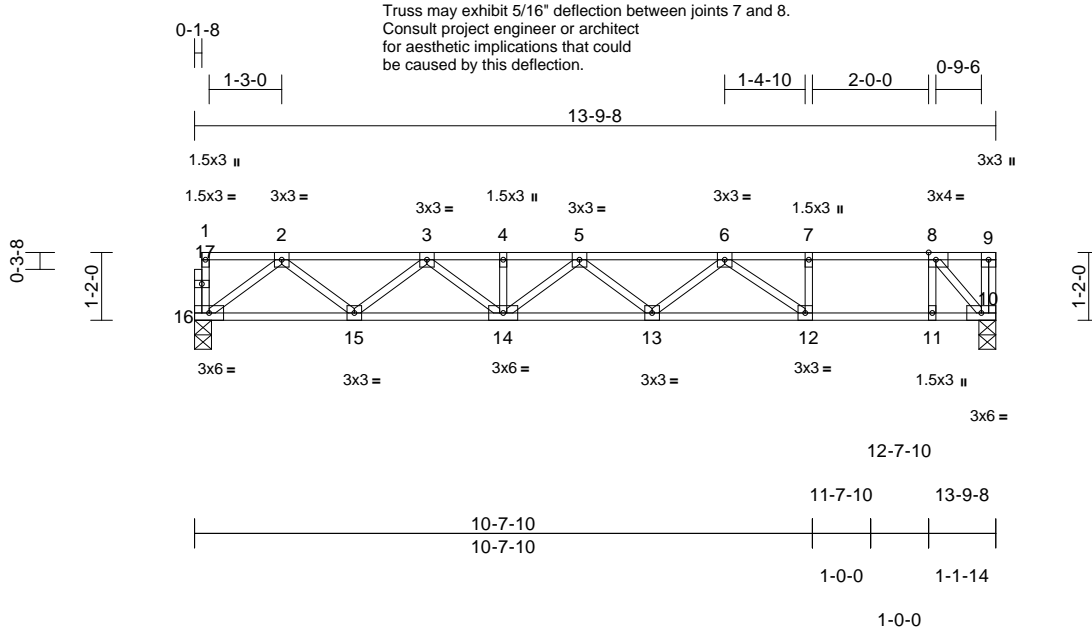 Truss may exhibit 5/16" deflection between joints 7 and 8.
Consult project engineer or architect
for aesthetic implications that could
be caused by this deflection.
0-1-8
1-3-0
1-4-10
2-0-0
0-9-6
13-9-8
1.5x3 II
3x3 II
1.5x3 =
3x3 =
3x3 =
1.5x3 II
3x3 =
3x3 =
1.5x3 II
3x4 =
1
2
3
4
5
6
7
8
9
17
0-3-8
1-2-0
1-2-0
16
10
15
14
13
12
11
3x6 =
3x3 =
3x6 =
3x3 =
3x3 =
1.5x3 II
3x6 =
12-7-10
11-7-10
13-9-8
10-7-10
10-7-10
1-0-0
1-1-14
1-0-0